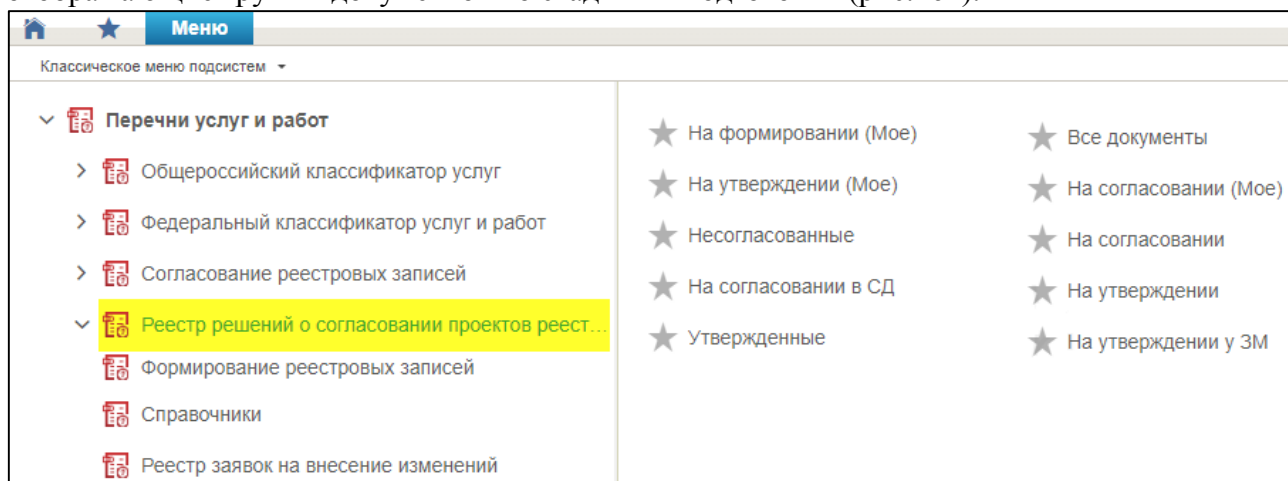 Меню
Классическое меню подсистем
Перечни услуг и работ
Общероссийский классификатор услуг
Федеральный классификатор услуг и работ
Согласование реестровых записей
Реестр решений о согласовании проектов реест...
Формирование реестровых записей
Справочники
Реестр заявок на внесение изменений
На формировании (Мое)
На утверждении (Мое)
Несогласованные
На согласовании в СД
Утвержденные
Все документы
На согласовании (Мое)
На согласовании
На утверждении
На утверждении у ЗМ